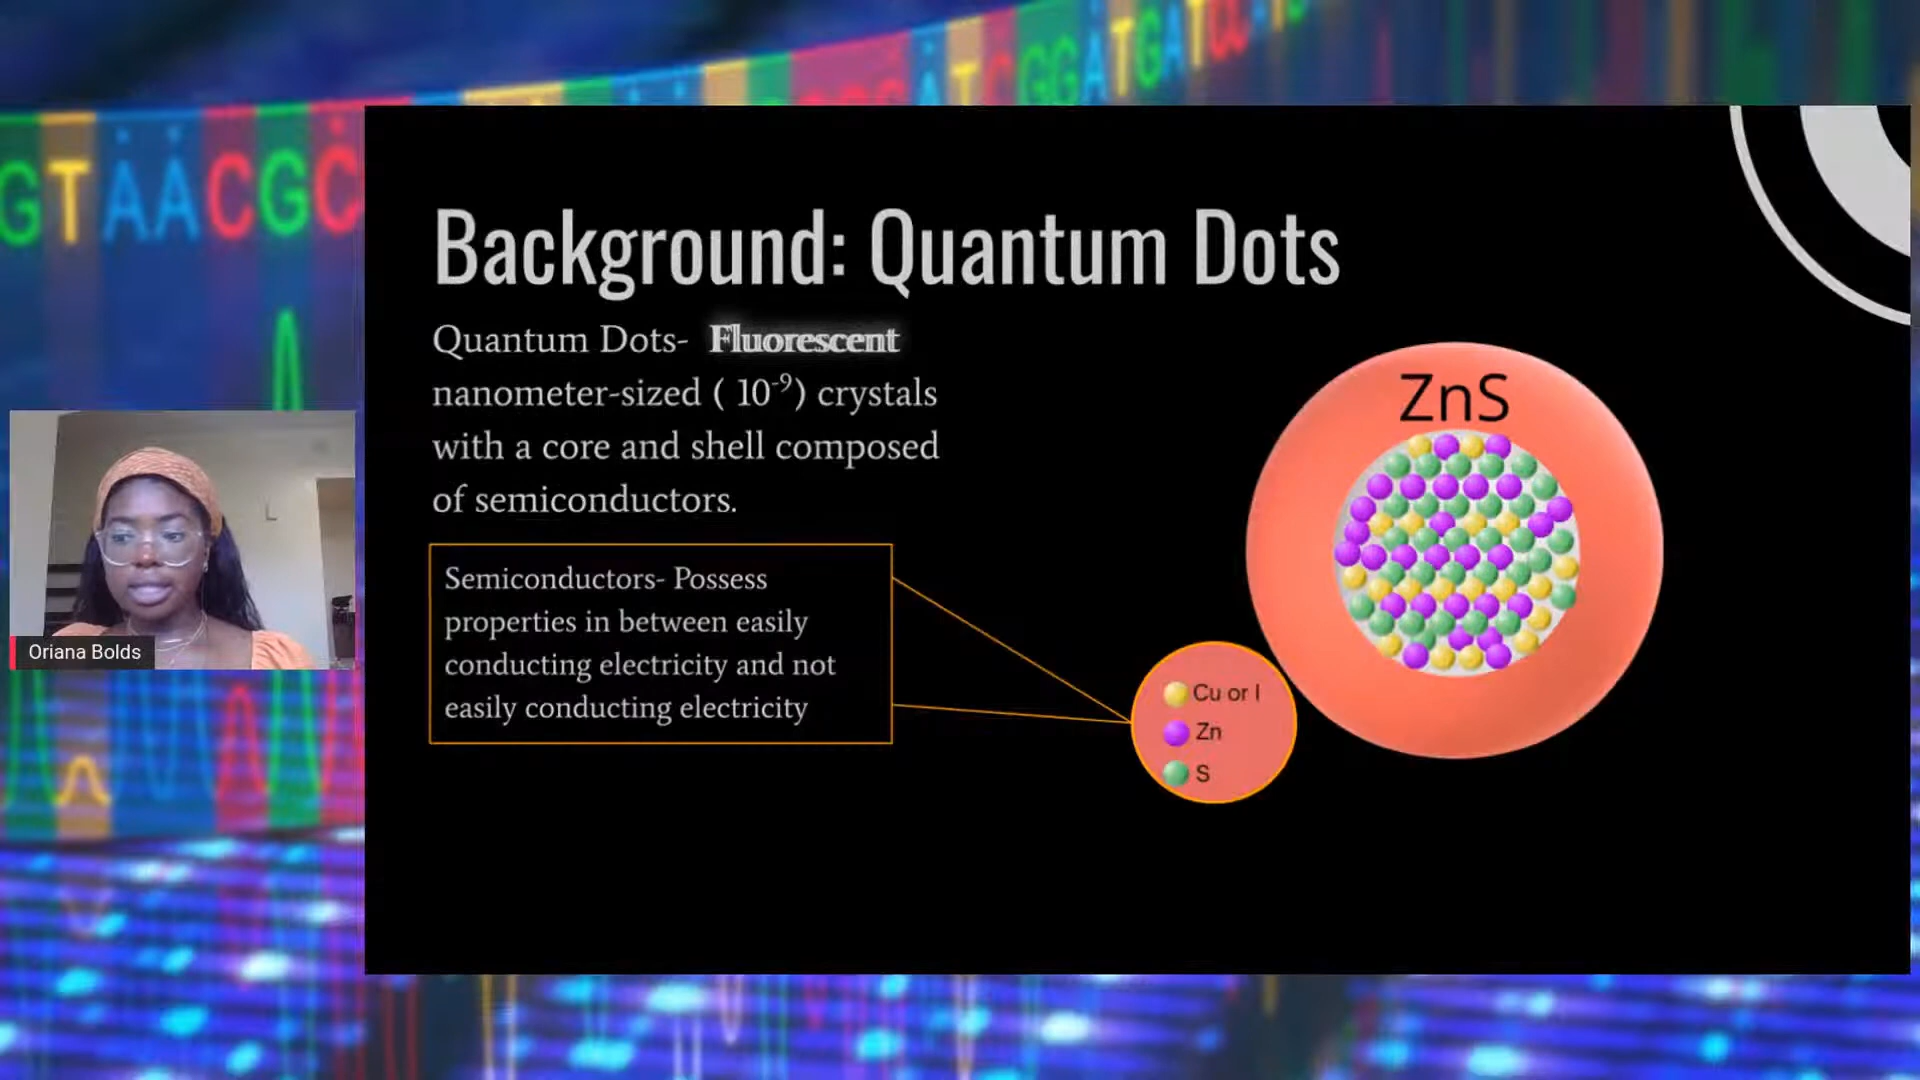 GTAACGC
AT GGATGAT
Background: Quantum Dots
Quantum Dots- Fluorescent
nanometer-sized ( 10⁻⁹) crystals
with a core and shell composed
of semiconductors.
Semiconductors- Possess
properties in between easily
conducting electricity and not
easily conducting electricity
ZnS
Cu or I
Zn
S
Oriana Bolds